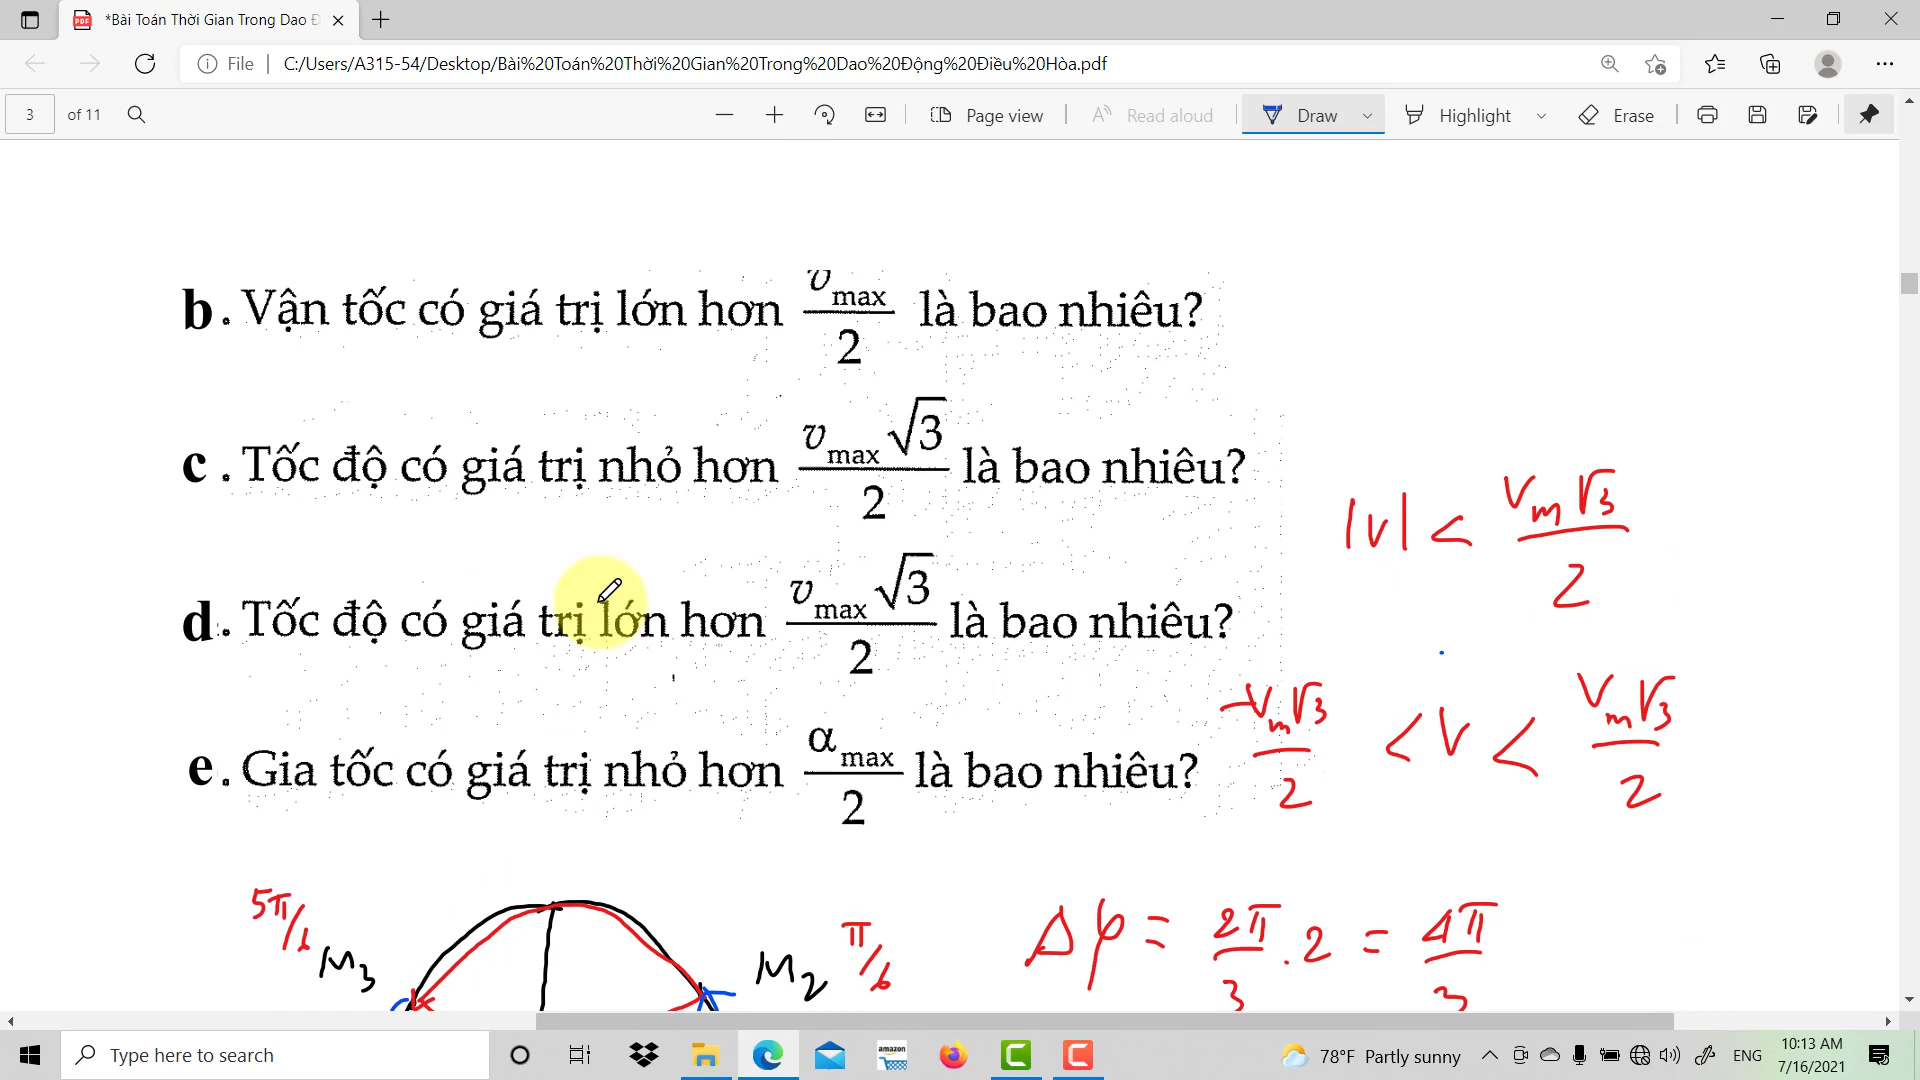 *Bài Toán Thời Gian Trong Dao Đ
File
C:/Users/A315-54/Desktop/Bài%20Toán%20Thời%20Gian%20Trong%20Dao%20Động%20Điều%20Hòa.pdf
3 of 11
Page view
Read aloud
Draw
Highlight
Erase
b. Vận tốc có giá trị lớn hơn v_max/2 là bao nhiêu?
c. Tốc độ có giá trị nhỏ hơn v_max√3/2 là bao nhiêu?
|v| < V_m√3/2
d. Tốc độ có giá trị lớn hơn v_max√3/2 là bao nhiêu?
-V_m√3/2 < V < V_m√3/2
e. Gia tốc có giá trị nhỏ hơn α_max/2 là bao nhiêu?
5π/6
M3
M2
π/6
Δφ = 2π/3 . 2 = 4π/3
Type here to search
amazon
78°F Partly sunny
ENG
10:13 AM
7/16/2021